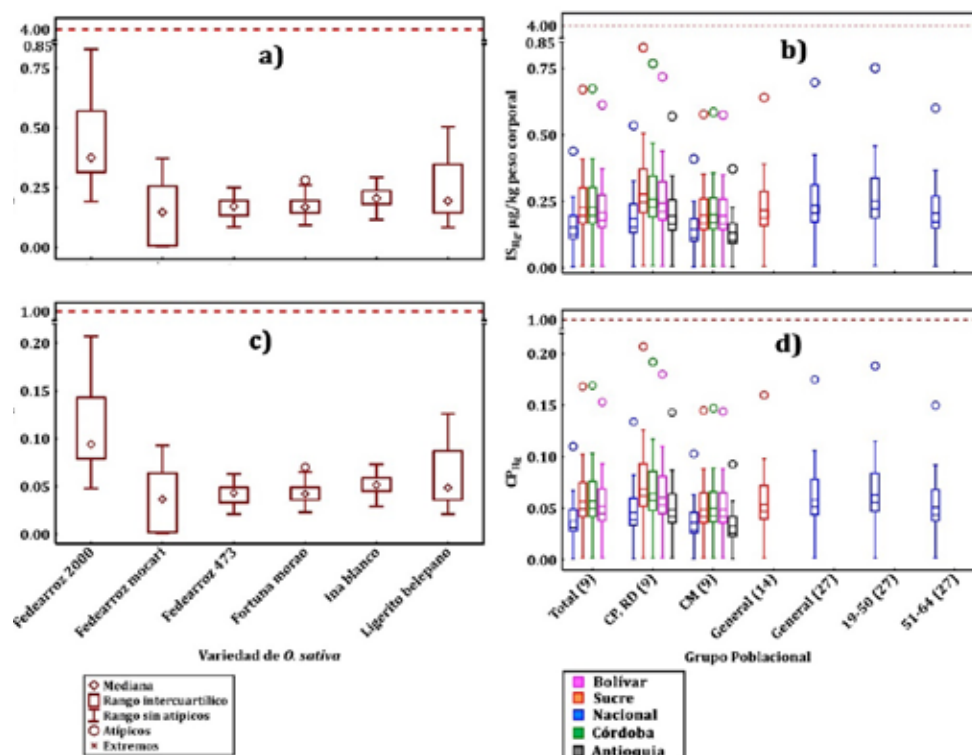 a)
4.00
0.85
0.75
0.50
0.25
0.00
b)
IS_Hg, µg/kg peso corporal
4.00
0.85
0.75
0.50
0.25
0.00
c)
1.00
0.20
0.15
0.10
0.05
0.00
Fedearroz 2000
Fedearroz mocari
Fedearroz 473
Fortuna morao
Ina blanco
Ligerito belepano
Variedad de O. sativa
d)
CP_Hg
1.00
0.20
0.15
0.10
0.05
0.00
Total (9)
CP, RD (9)
CM (9)
General (14)
General (27)
19-50 (27)
51-64 (27)
Grupo Poblacional
Mediana
Rango intercuartílico
Rango sin atípicos
Atípicos
Extremos
Bolívar
Sucre
Nacional
Córdoba
Antioquia